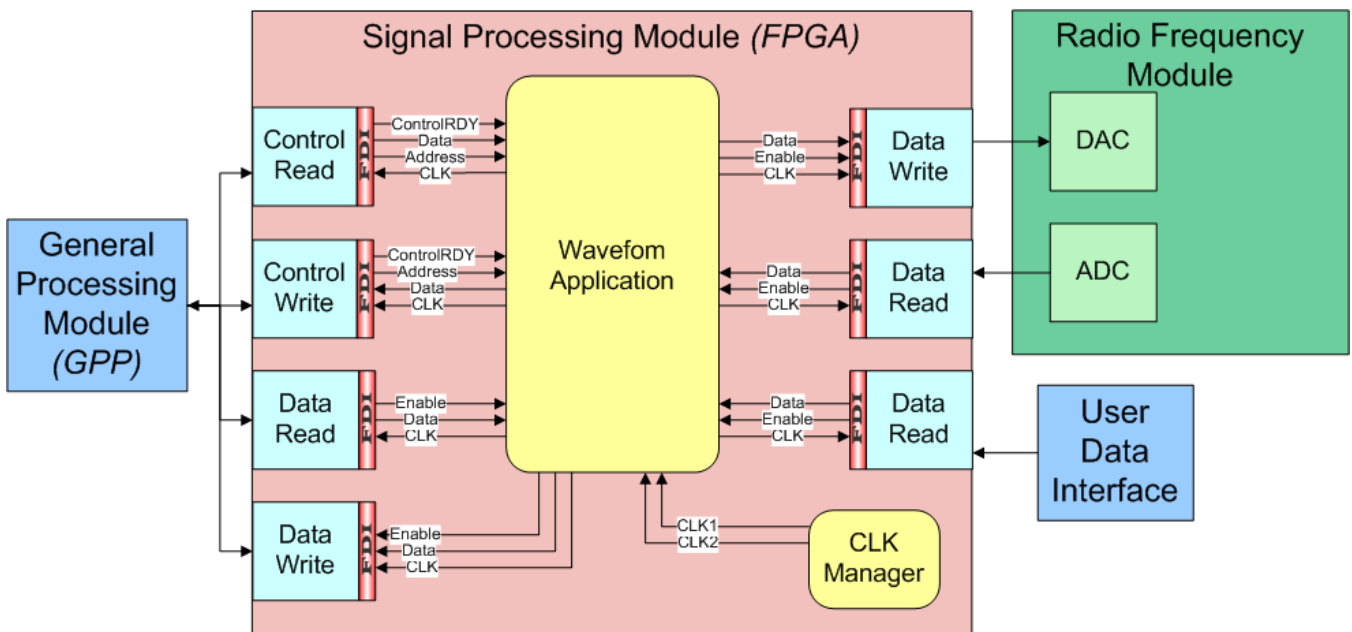 Signal Processing Module (FPGA)
Radio Frequency
Module
General
Processing
Module
(GPP)
Control
Read
FDI
ControlRDY
Data
Address
CLK
Control
Write
FDI
ControlRDY
Address
Data
CLK
Data
Read
FDI
Enable
Data
CLK
Data
Write
FDI
Enable
Data
CLK
Wavefom
Application
Data
Enable
CLK
FDI
Data
Write
DAC
Data
Enable
CLK
FDI
Data
Read
ADC
Data
Enable
CLK
FDI
Data
Read
User
Data
Interface
CLK1
CLK2
CLK
Manager